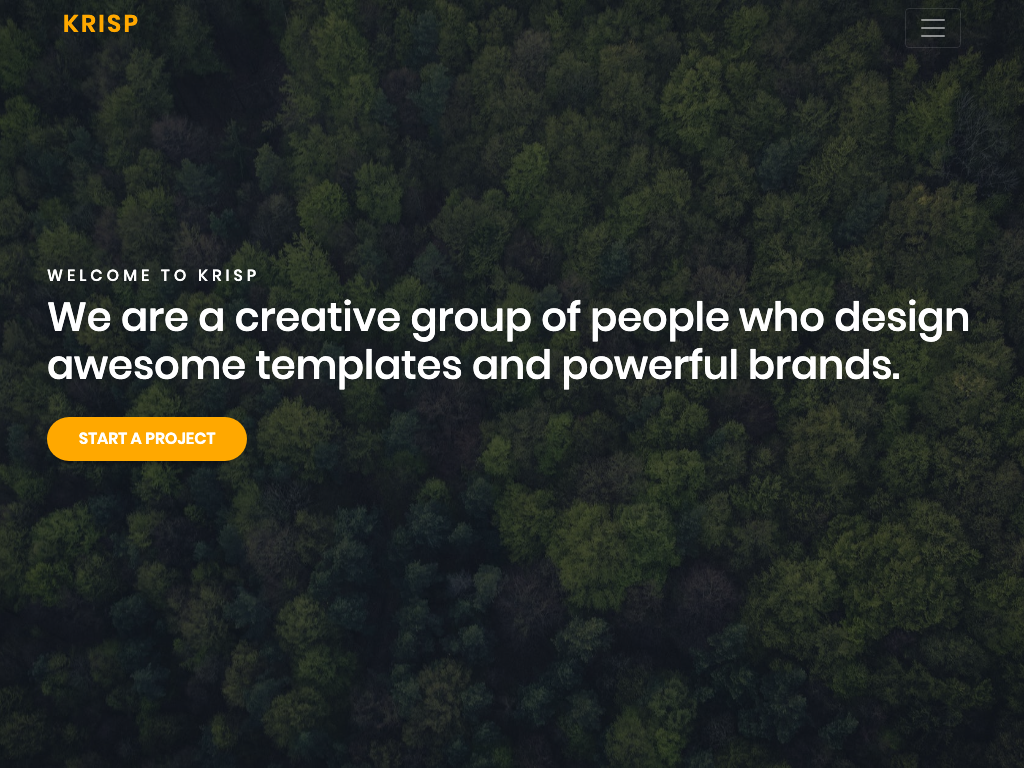 KRISP
WELCOME TO KRISP
We are a creative group of people who design
awesome templates and powerful brands.
START A PROJECT